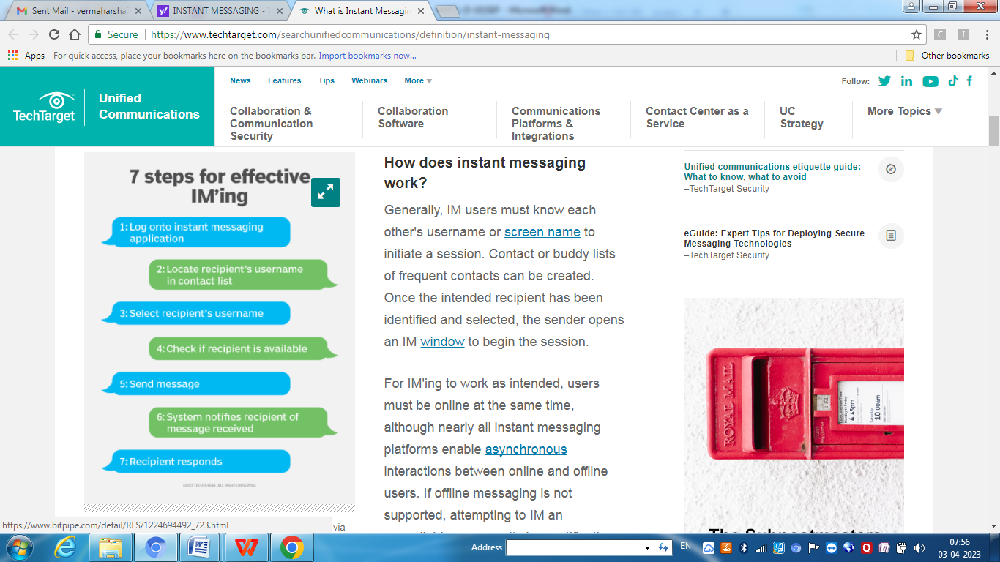 Sent Mail - vermaharsha
INSTANT MESSAGING - Y
What is Instant Messagin
Secure
https://www.techtarget.com/searchunifiedcommunications/definition/instant-messaging
Apps
For quick access, place your bookmarks here on the bookmarks bar. Import bookmarks now...
Other bookmarks
TechTarget
Unified
Communications
News
Features
Tips
Webinars
More
Follow:
Collaboration &
Communication
Security
Collaboration
Software
Communications
Platforms &
Integrations
Contact Center as a
Service
UC
Strategy
More Topics
7 steps for effective
IM'ing
1: Log onto instant messaging
application
2: Locate recipient's username
in contact list
3: Select recipient's username
4: Check if recipient is available
5: Send message
6: System notifies recipient of
message received
7: Recipient responds
©2022 TECHTARGET. ALL RIGHTS RESERVED.
via
How does instant messaging
work?
Generally, IM users must know each
other's username or screen name to
initiate a session. Contact or buddy lists
of frequent contacts can be created.
Once the intended recipient has been
identified and selected, the sender opens
an IM window to begin the session.
For IM'ing to work as intended, users
must be online at the same time,
although nearly all instant messaging
platforms enable asynchronous
interactions between online and offline
users. If offline messaging is not
supported, attempting to IM an
Unified communications etiquette guide:
What to know, what to avoid
–TechTarget Security
eGuide: Expert Tips for Deploying Secure
Messaging Technologies
–TechTarget Security
ROYAL MAIL
4.45pm
10.00am
The Subpostmasters
https://www.bitpipe.com/detail/RES/1224694492_723.html
Address
EN
07:56
03-04-2023